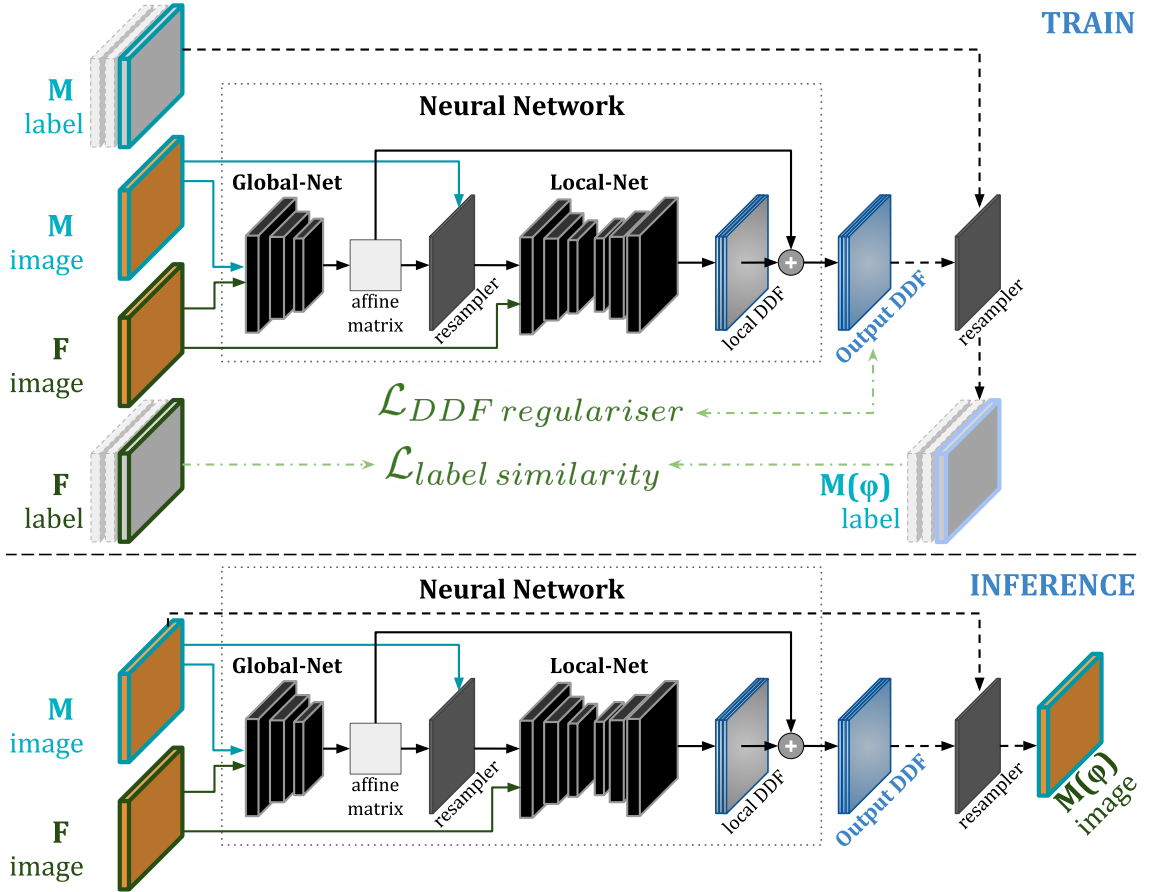 TRAIN
M
label
Neural Network
M
image
Global-Net
Local-Net
affine
matrix
resampler
local DDF
+
Output DDF
resampler
F
image
ℒDDF regulariser
ℒlabel similarity
F
label
M(φ)
label
INFERENCE
Neural Network
M
image
Global-Net
Local-Net
affine
matrix
resampler
local DDF
+
Output DDF
resampler
M(φ)
image
F
image